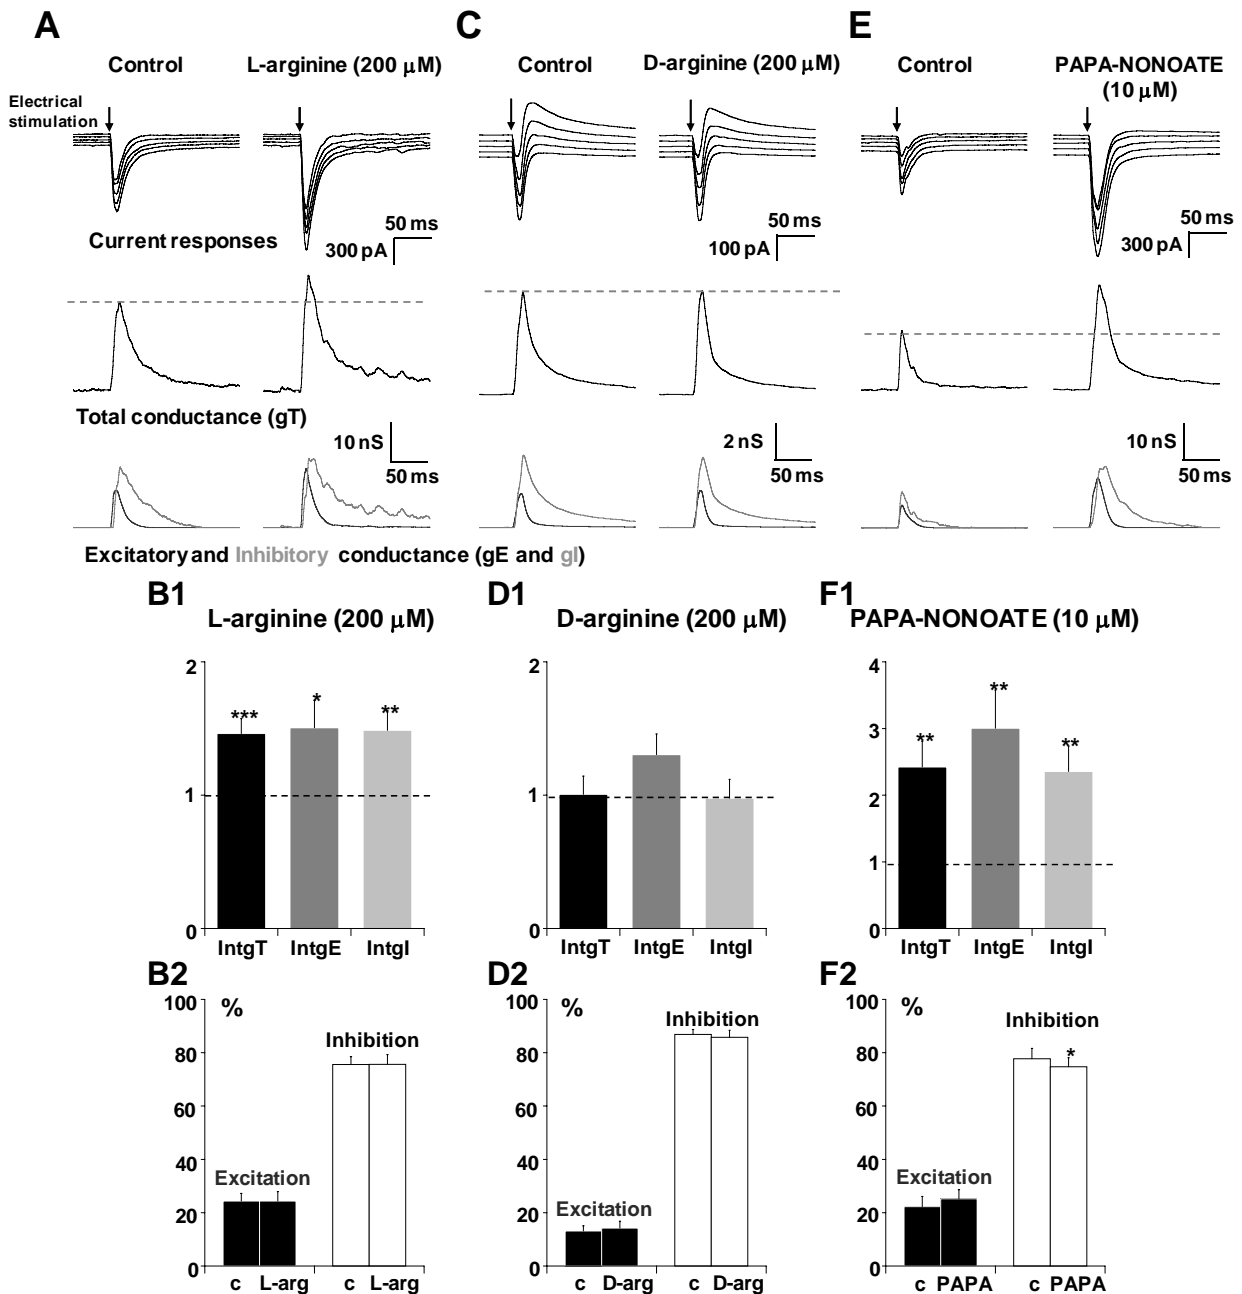 A
C
E
Control
L-arginine (200 μM)
Control
D-arginine (200 μM)
Control
PAPA-NONOATE
(10 μM)
Electrical
stimulation
50 ms
300 pA
50 ms
100 pA
50 ms
300 pA
Current responses
Total conductance (gT)
10 nS
50 ms
2 nS
50 ms
10 nS
50 ms
Excitatory and Inhibitory conductance (gE and gI)
B1
L-arginine (200 μM)
D1
D-arginine (200 μM)
F1
PAPA-NONOATE (10 μM)
2
1
0
***
*
**
IntgT
IntgE
IntgI
2
1
0
IntgT
IntgE
IntgI
4
3
2
1
0
**
**
**
IntgT
IntgE
IntgI
B2
100
80
60
40
20
0
%
Inhibition
Excitation
c
L-arg
c
L-arg
D2
100
80
60
40
20
0
%
Inhibition
Excitation
c
D-arg
c
D-arg
F2
100
80
60
40
20
0
%
Inhibition
*
Excitation
c
PAPA
c
PAPA